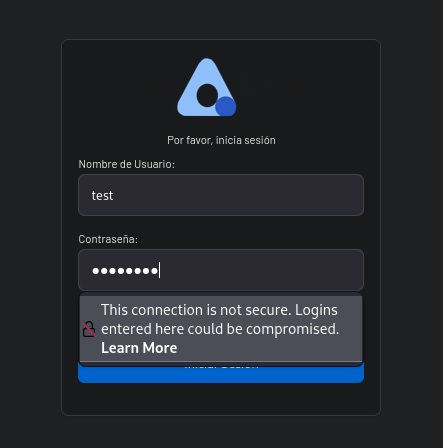 Por favor, inicia sesión
Nombre de Usuario:
test
Contraseña:
••••••••
This connection is not secure. Logins
entered here could be compromised.
Learn More